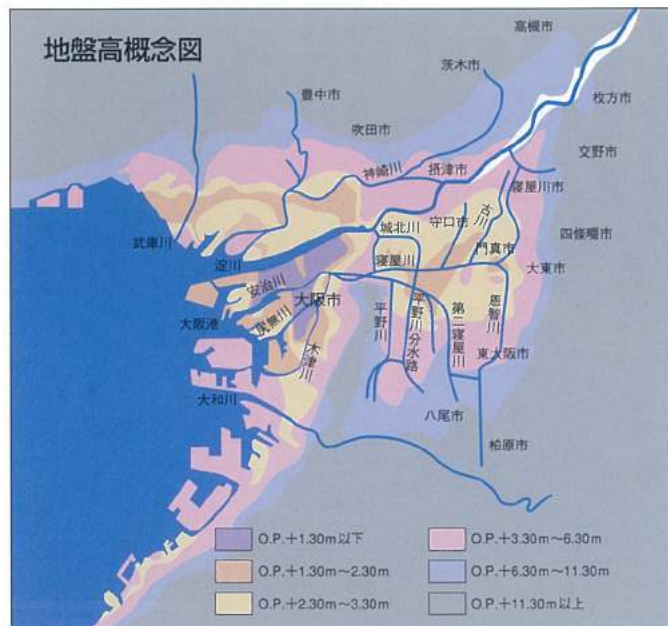 地盤高概念図
高槻市
茨木市
豊中市
枚方市
吹田市
交野市
神崎川
摂津市
寝屋川市
古川
城北川
守口市
四條畷市
武庫川
門真市
淀川
寝屋川
大東市
安治川
大阪市
恩智川
大阪港
尻無川
平野川
平野川分水路
第二寝屋川
木津川
東大阪市
大和川
八尾市
柏原市
O.P.+1.30m以下
O.P.+3.30m〜6.30m
O.P.+1.30m〜2.30m
O.P.+6.30m〜11.30m
O.P.+2.30m〜3.30m
O.P.+11.30m以上